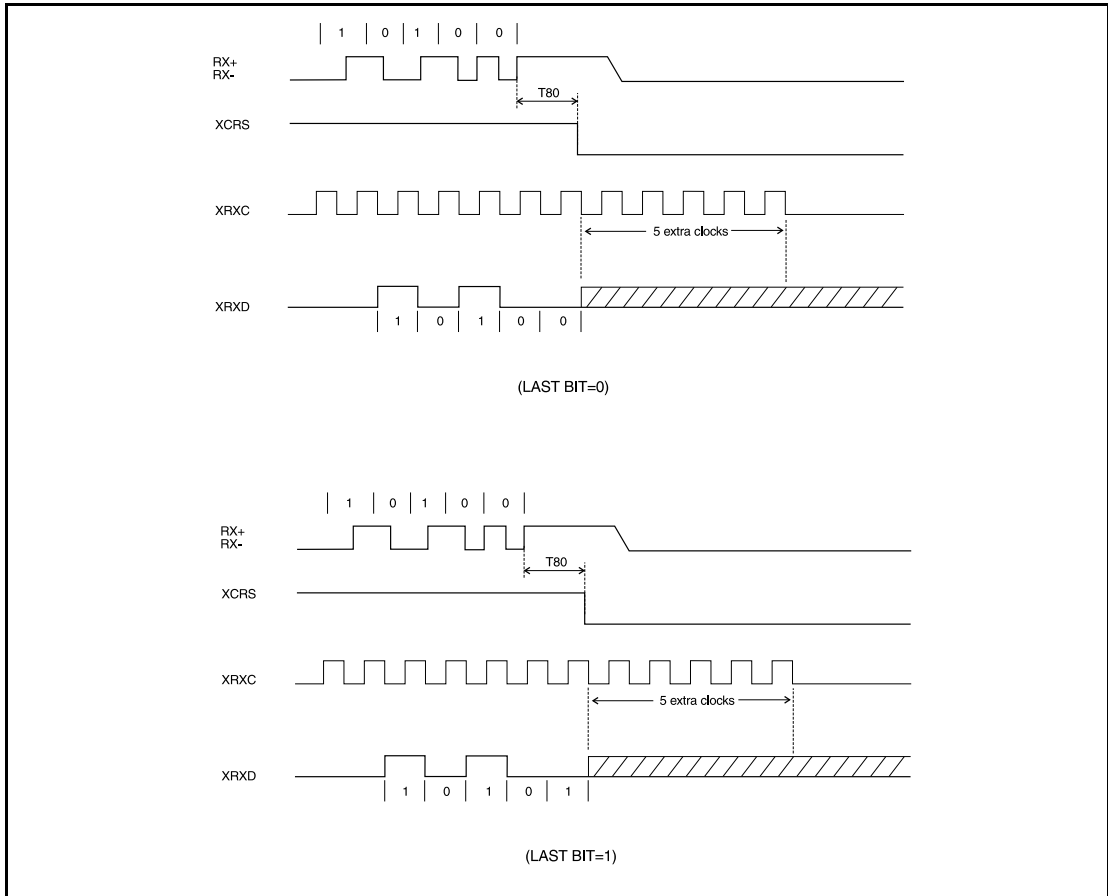 1 0 1 0 0
RX+
RX-
T80
XCRS
XRXC
5 extra clocks
XRXD
1 0 1 0 0
(LAST BIT=0)
1 0 1 0 0
RX+
RX-
T80
XCRS
XRXC
5 extra clocks
XRXD
1 0 1 0 1
(LAST BIT=1)